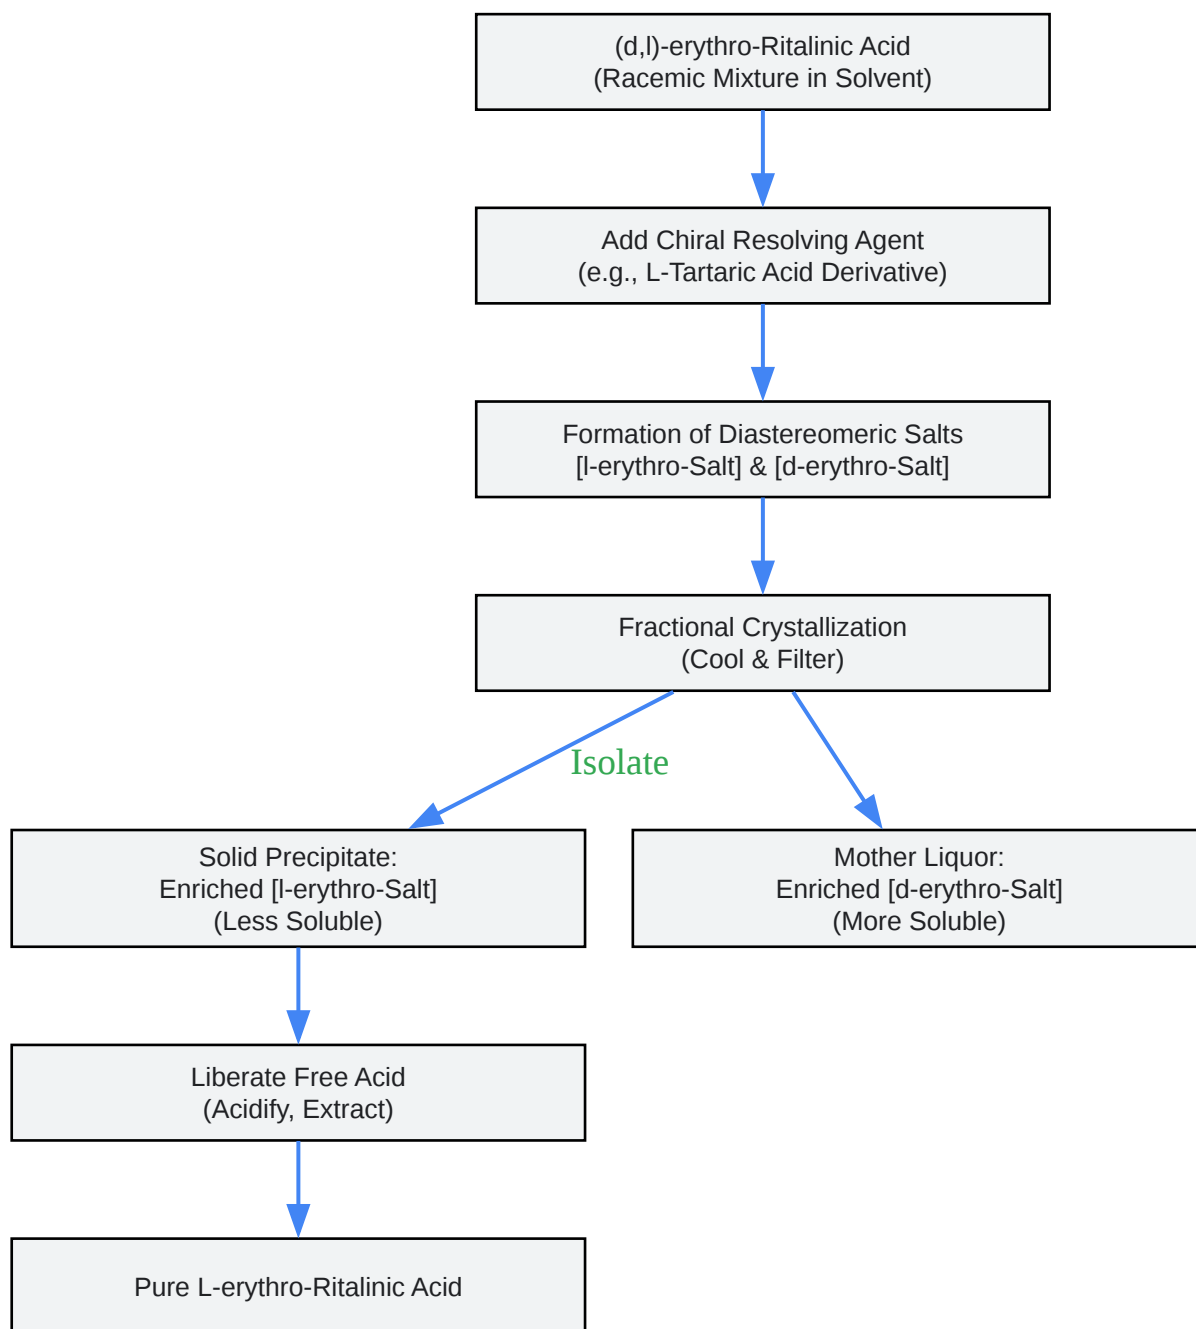 (d,l)-erythro-Ritalinic Acid
(Racemic Mixture in Solvent)
Add Chiral Resolving Agent
(e.g., L-Tartaric Acid Derivative)
Formation of Diastereomeric Salts
[l-erythro-Salt] & [d-erythro-Salt]
Fractional Crystallization
(Cool & Filter)
Isolate
Solid Precipitate:
Enriched [l-erythro-Salt]
(Less Soluble)
Mother Liquor:
Enriched [d-erythro-Salt]
(More Soluble)
Liberate Free Acid
(Acidify, Extract)
Pure L-erythro-Ritalinic Acid